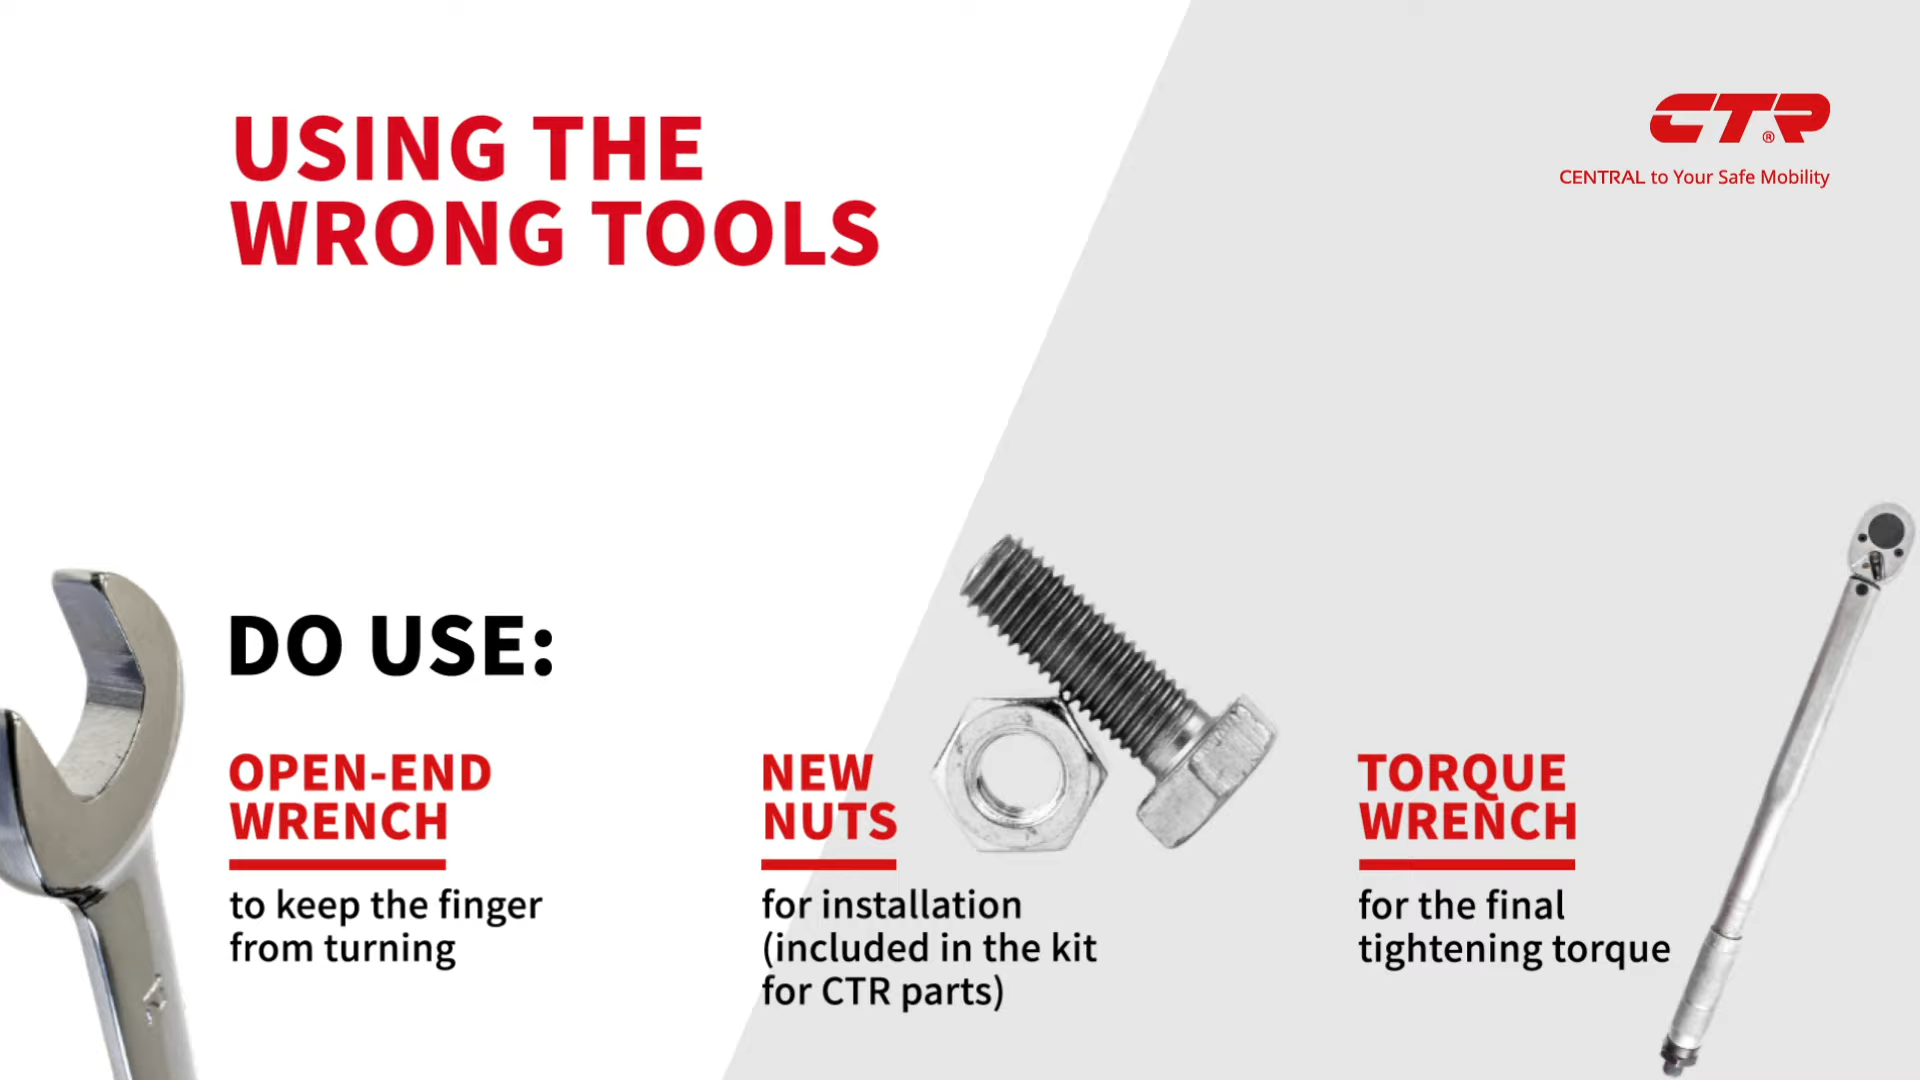 USING THE
WRONG TOOLS
CTR®
CENTRAL to Your Safe Mobility
DO USE:
OPEN-END
WRENCH
to keep the finger
from turning
NEW
NUTS
for installation
(included in the kit
for CTR parts)
TORQUE
WRENCH
for the final
tightening torque